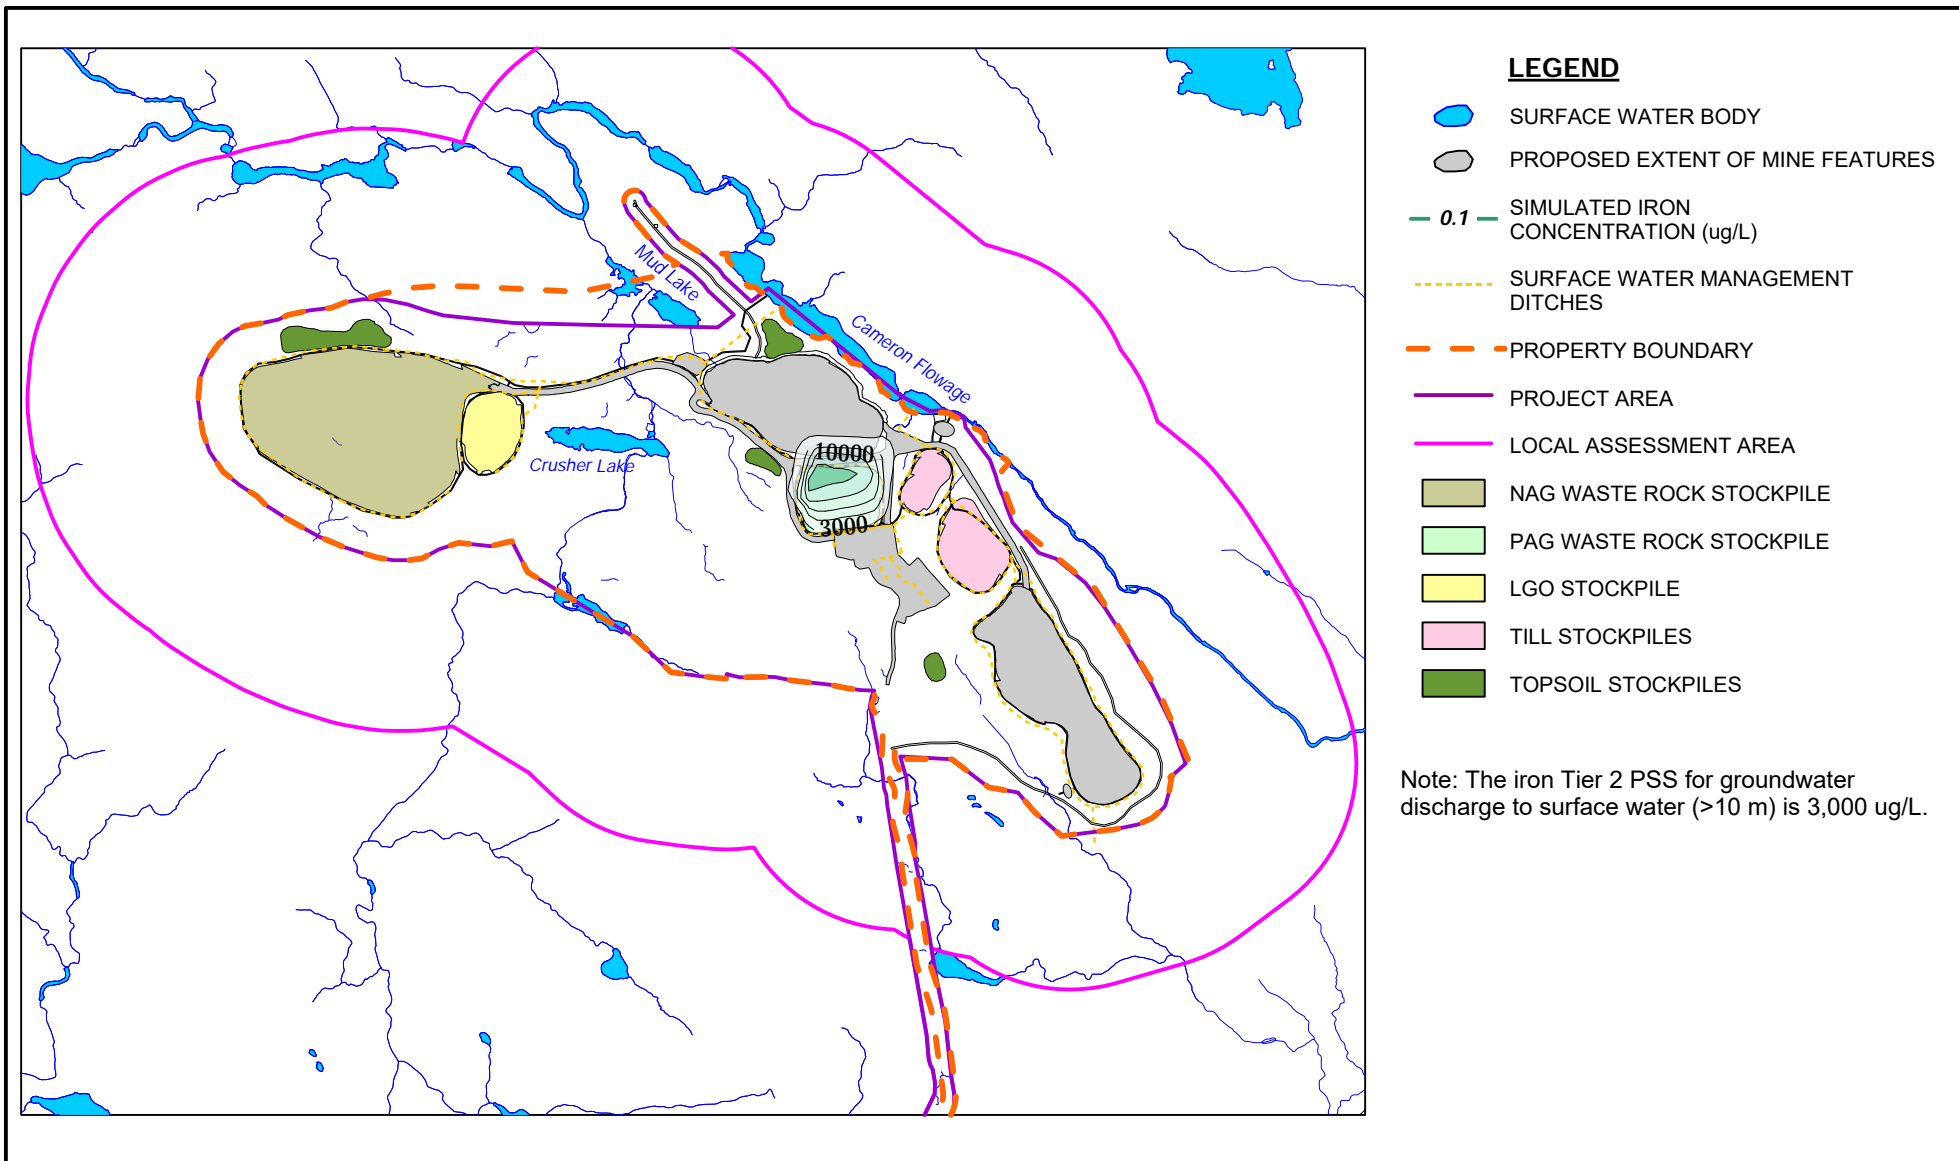 Mud Lake
Cameron Flowage
Crusher Lake
10000
3000
LEGEND
SURFACE WATER BODY
PROPOSED EXTENT OF MINE FEATURES
0.1
SIMULATED IRON
CONCENTRATION (ug/L)
SURFACE WATER MANAGEMENT
DITCHES
PROPERTY BOUNDARY
PROJECT AREA
LOCAL ASSESSMENT AREA
NAG WASTE ROCK STOCKPILE
PAG WASTE ROCK STOCKPILE
LGO STOCKPILE
TILL STOCKPILES
TOPSOIL STOCKPILES
Note: The iron Tier 2 PSS for groundwater
discharge to surface water (>10 m) is 3,000 ug/L.